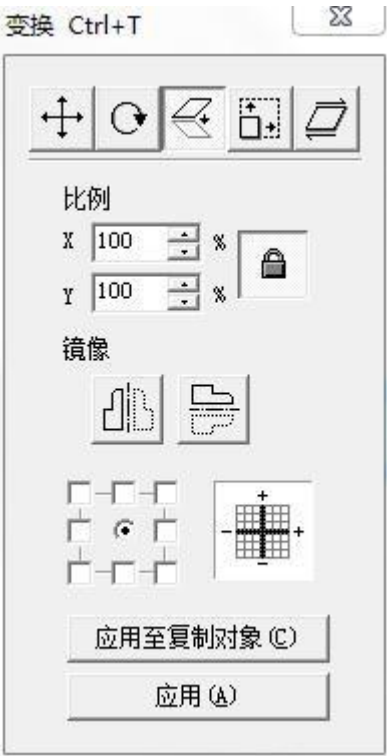 变换 Ctrl+T
比例
X 100 %
Y 100 %
镜像
应用至复制对象(C)
应用(A)